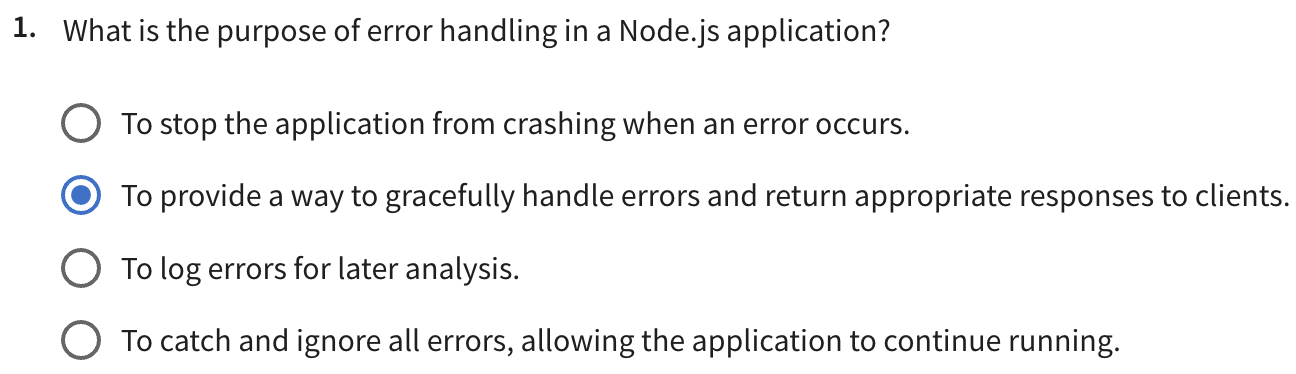 1. What is the purpose of error handling in a Node.js application?
To stop the application from crashing when an error occurs.
To provide a way to gracefully handle errors and return appropriate responses to clients.
To log errors for later analysis.
To catch and ignore all errors, allowing the application to continue running.